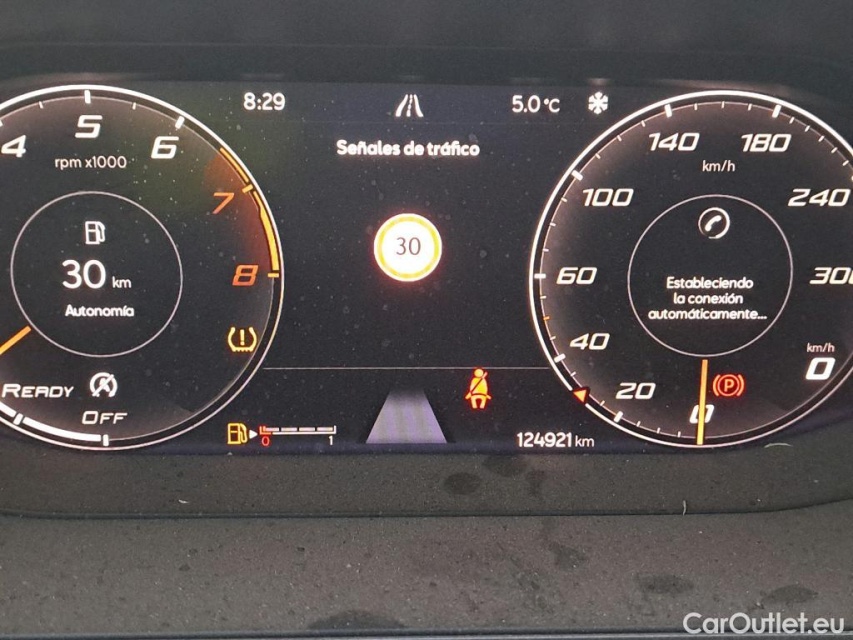 8:29
5.0°C
Señales de tráfico
30
4 5 6 7 8
rpm x1000
30 km
Autonomía
READY
OFF
0 1
124921 km
0 20 40 60 100 140 180 240 300
km/h
Estableciendo
la conexión
automáticamente...
km/h
0
P
CarOutlet.eu